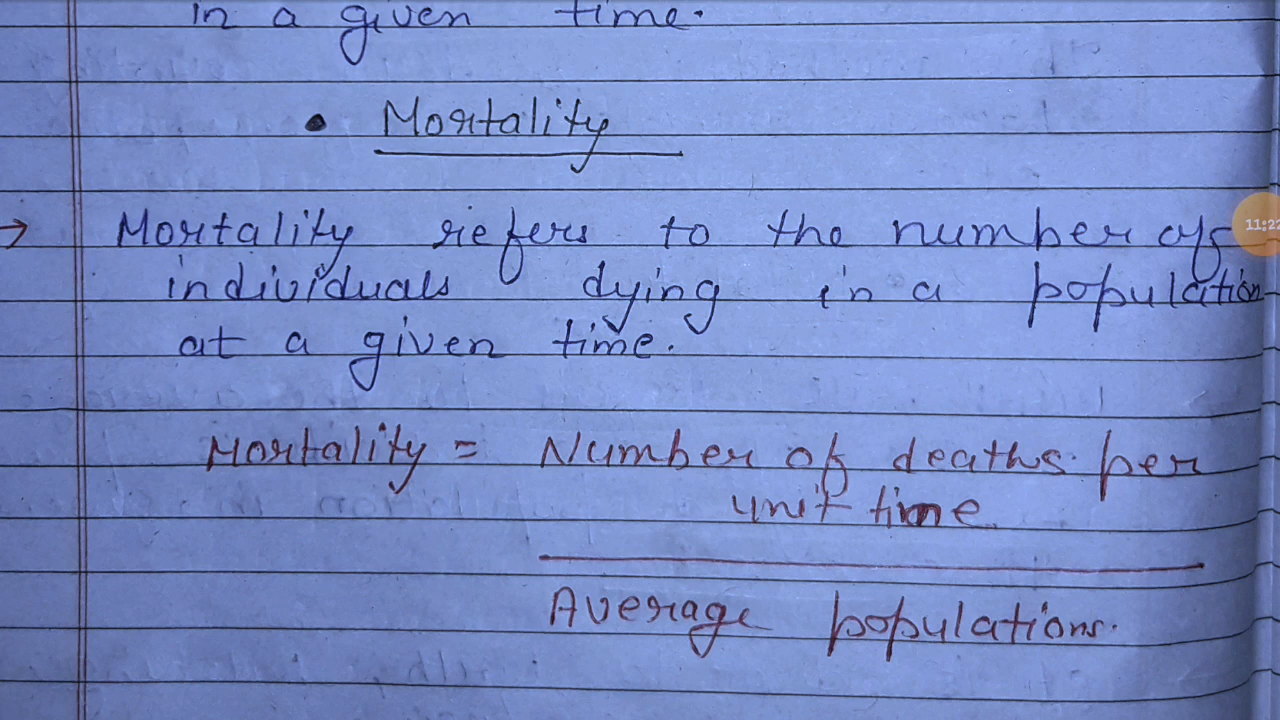 in a given time.
• Mortality
→ Mortality refers to the number of
individuals dying in a population
at a given time.
Mortality = Number of deaths per
unit time.
Average populations.